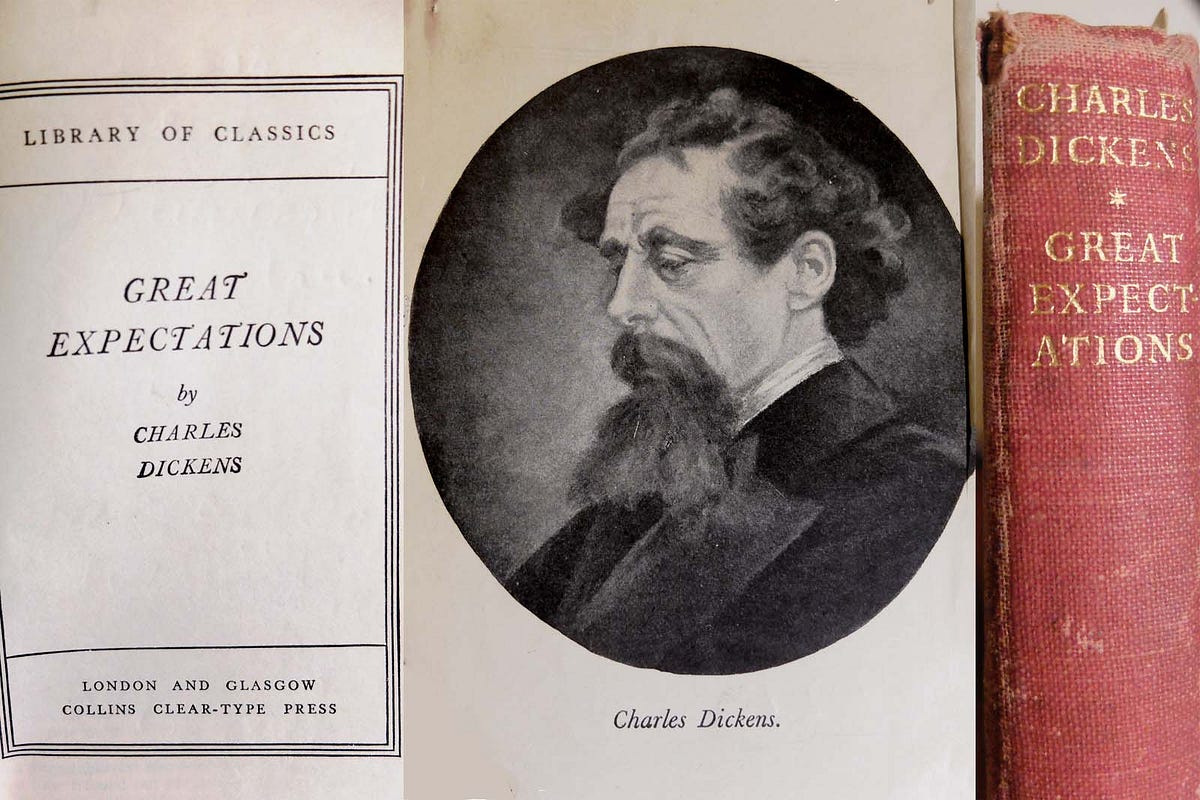 LIBRARY OF CLASSICS
GREAT
EXPECTATIONS
by
CHARLES
DICKENS
LONDON AND GLASGOW
COLLINS CLEAR-TYPE PRESS
Charles Dickens.
CHARLES
DICKENS
*
GREAT
EXPECT
ATIONS